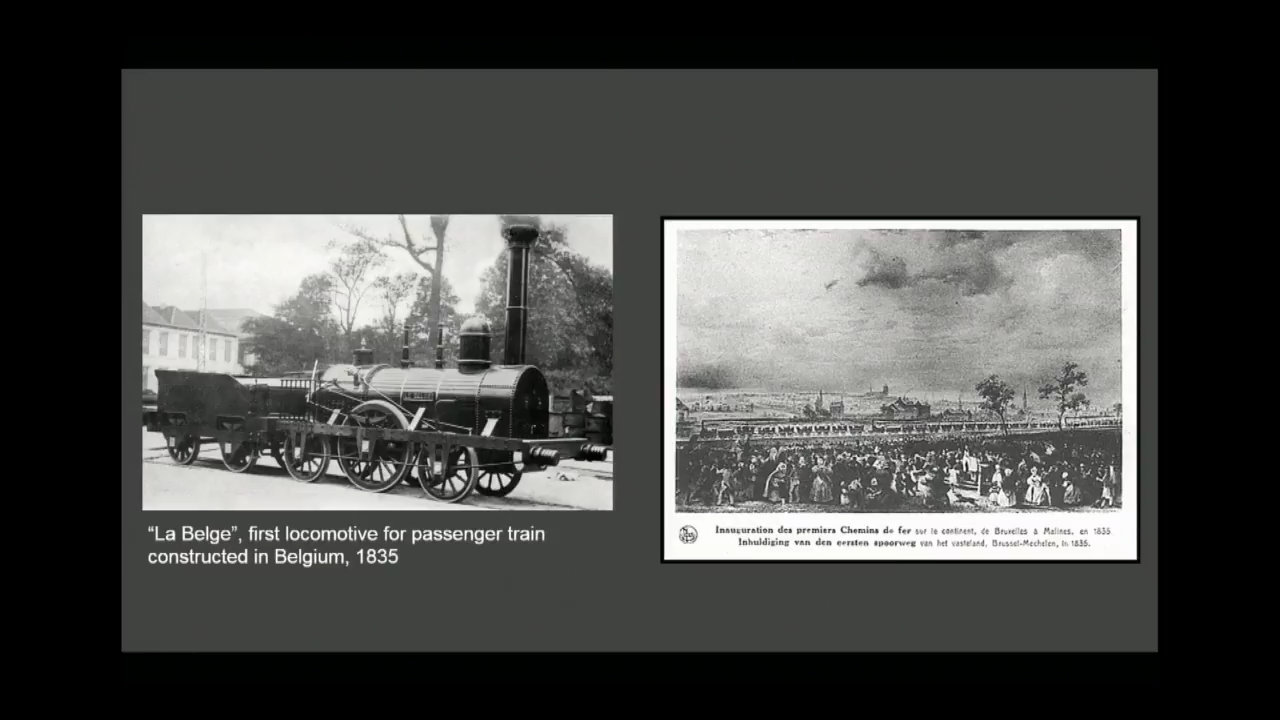 “La Belge”, first locomotive for passenger train
constructed in Belgium, 1835
Inauguration des premiers Chemins de fer sur le continent, de Bruxelles à Malines, en 1835
Inhuldiging van den eersten spoorweg van het vasteland, Brussel-Mechelen, in 1835.